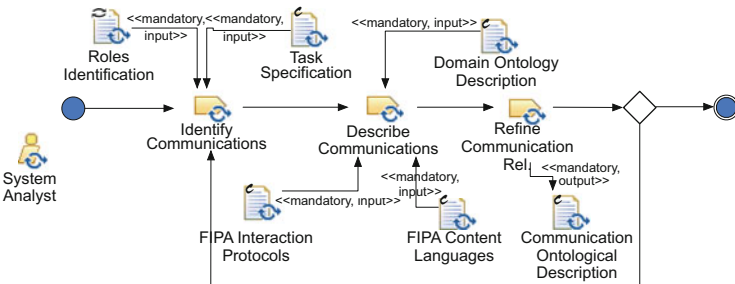 <<mandatory,
input>>
<<mandatory,
input>>
<<mandatory, input>>
Roles
Identification
Task
Specification
Domain Ontology
Description
Identify
Communications
Describe
Communications
Refine
Communication
Rel.
System
Analyst
<<mandatory, input>>
<<mandatory,
input>>
<<mandatory,
output>>
FIPA Interaction
Protocols
FIPA Content
Languages
Communication
Ontological
Description